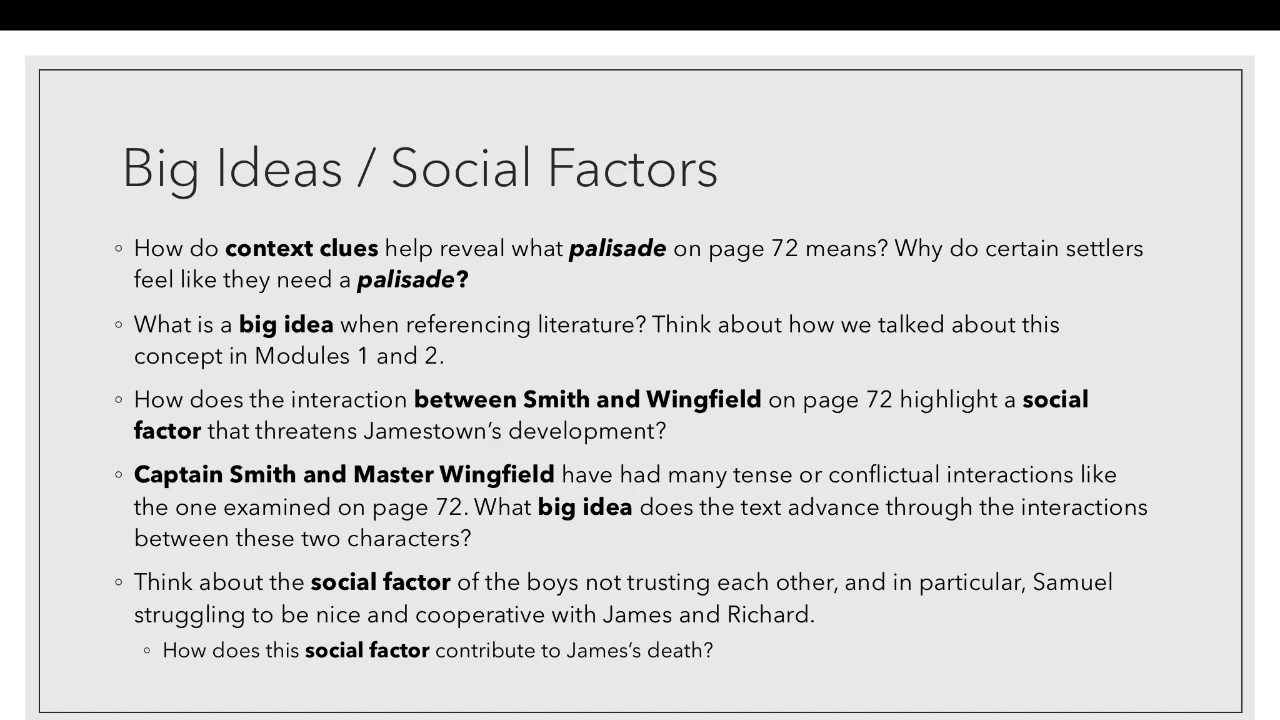 Big Ideas / Social Factors
◦ How do context clues help reveal what palisade on page 72 means? Why do certain settlers
feel like they need a palisade?
◦ What is a big idea when referencing literature? Think about how we talked about this
concept in Modules 1 and 2.
◦ How does the interaction between Smith and Wingfield on page 72 highlight a social
factor that threatens Jamestown’s development?
◦ Captain Smith and Master Wingfield have had many tense or conflictual interactions like
the one examined on page 72. What big idea does the text advance through the interactions
between these two characters?
◦ Think about the social factor of the boys not trusting each other, and in particular, Samuel
struggling to be nice and cooperative with James and Richard.
◦ How does this social factor contribute to James’s death?